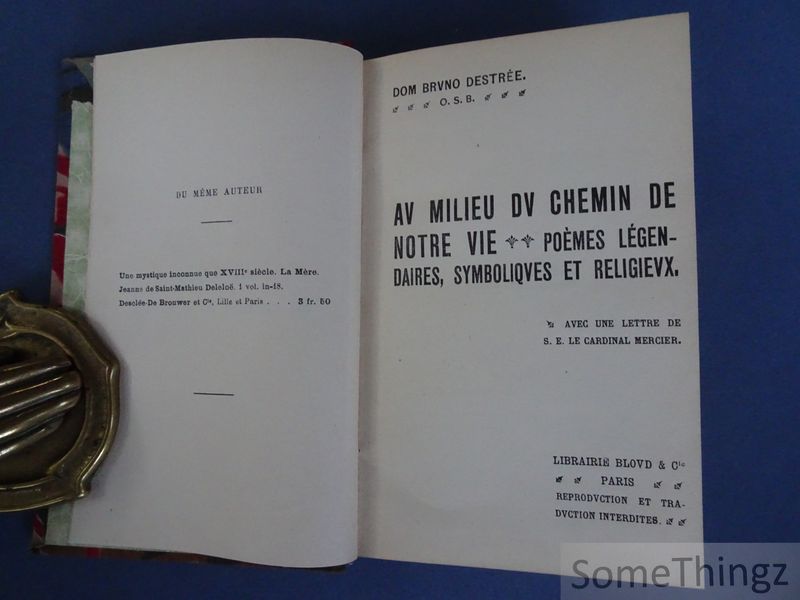 DU MÊME AUTEUR
Une mystique inconnue que XVIIIe siècle. La Mère.
Jeanne de Saint-Mathieu Deleloë. 1 vol. in-18.
Desclée-De Brouwer et Cie, Lille et Paris . . . 3 fr. 50
DOM BRVNO DESTRÉE.
O. S. B.
AV MILIEU DV CHEMIN DE
NOTRE VIE POÈMES LÉGEN-
DAIRES, SYMBOLIQVES ET RELIGIEVX.
AVEC UNE LETTRE DE
S. E. LE CARDINAL MERCIER.
LIBRAIRIE BLOVD & Cie
PARIS
REPRODVCTION ET TRA-
DVCTION INTERDITES.
SomeThingz